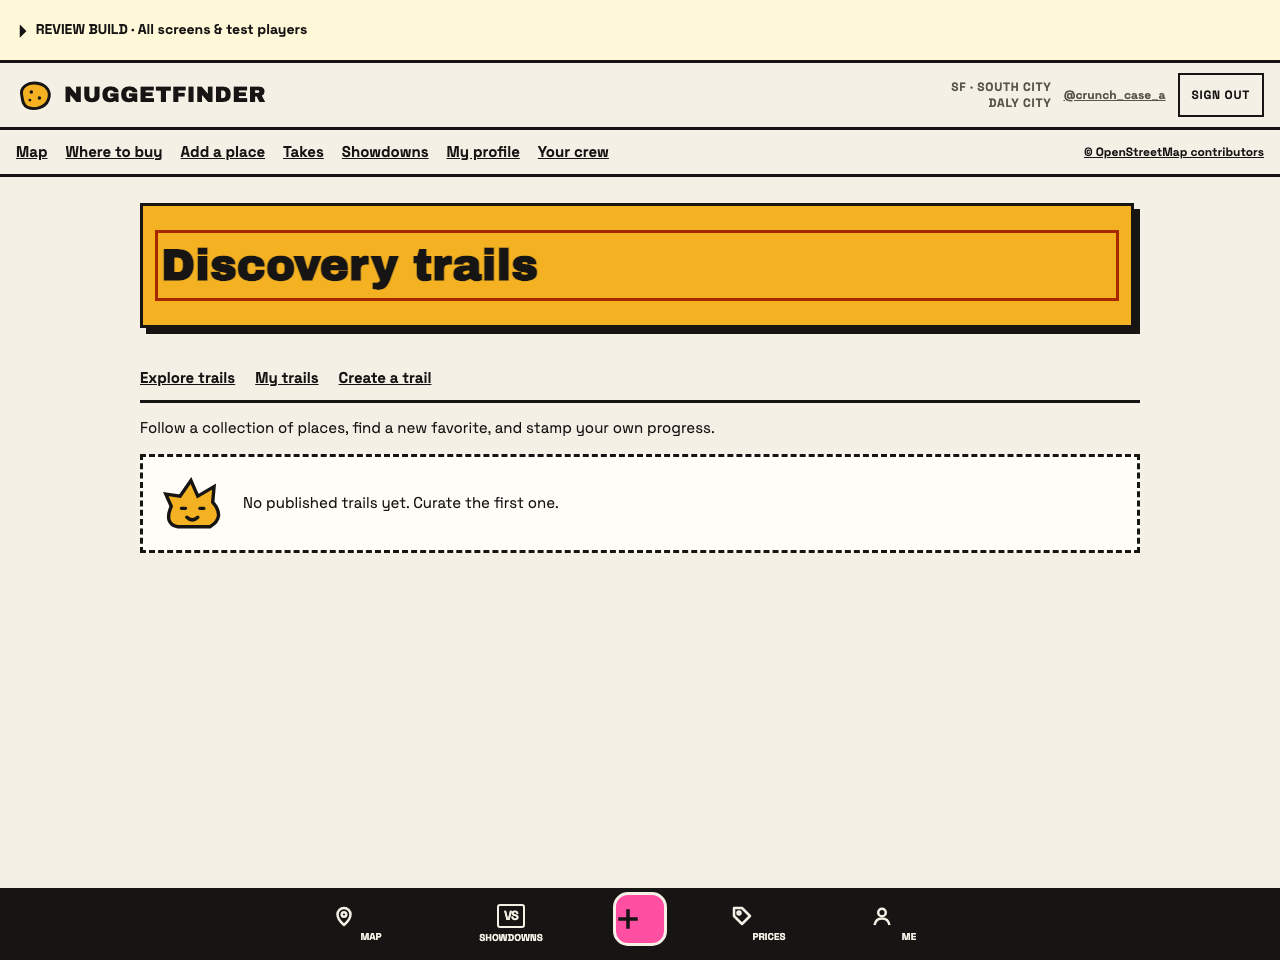 REVIEW BUILD · All screens & test players
NUGGETFINDER
SF · SOUTH CITY
DALY CITY
@crunch_case_a
SIGN OUT
Map Where to buy Add a place Takes Showdowns My profile Your crew
© OpenStreetMap contributors
Discovery trails
Explore trails My trails Create a trail
Follow a collection of places, find a new favorite, and stamp your own progress.
No published trails yet. Curate the first one.
MAP
VS
SHOWDOWNS
+
PRICES
ME